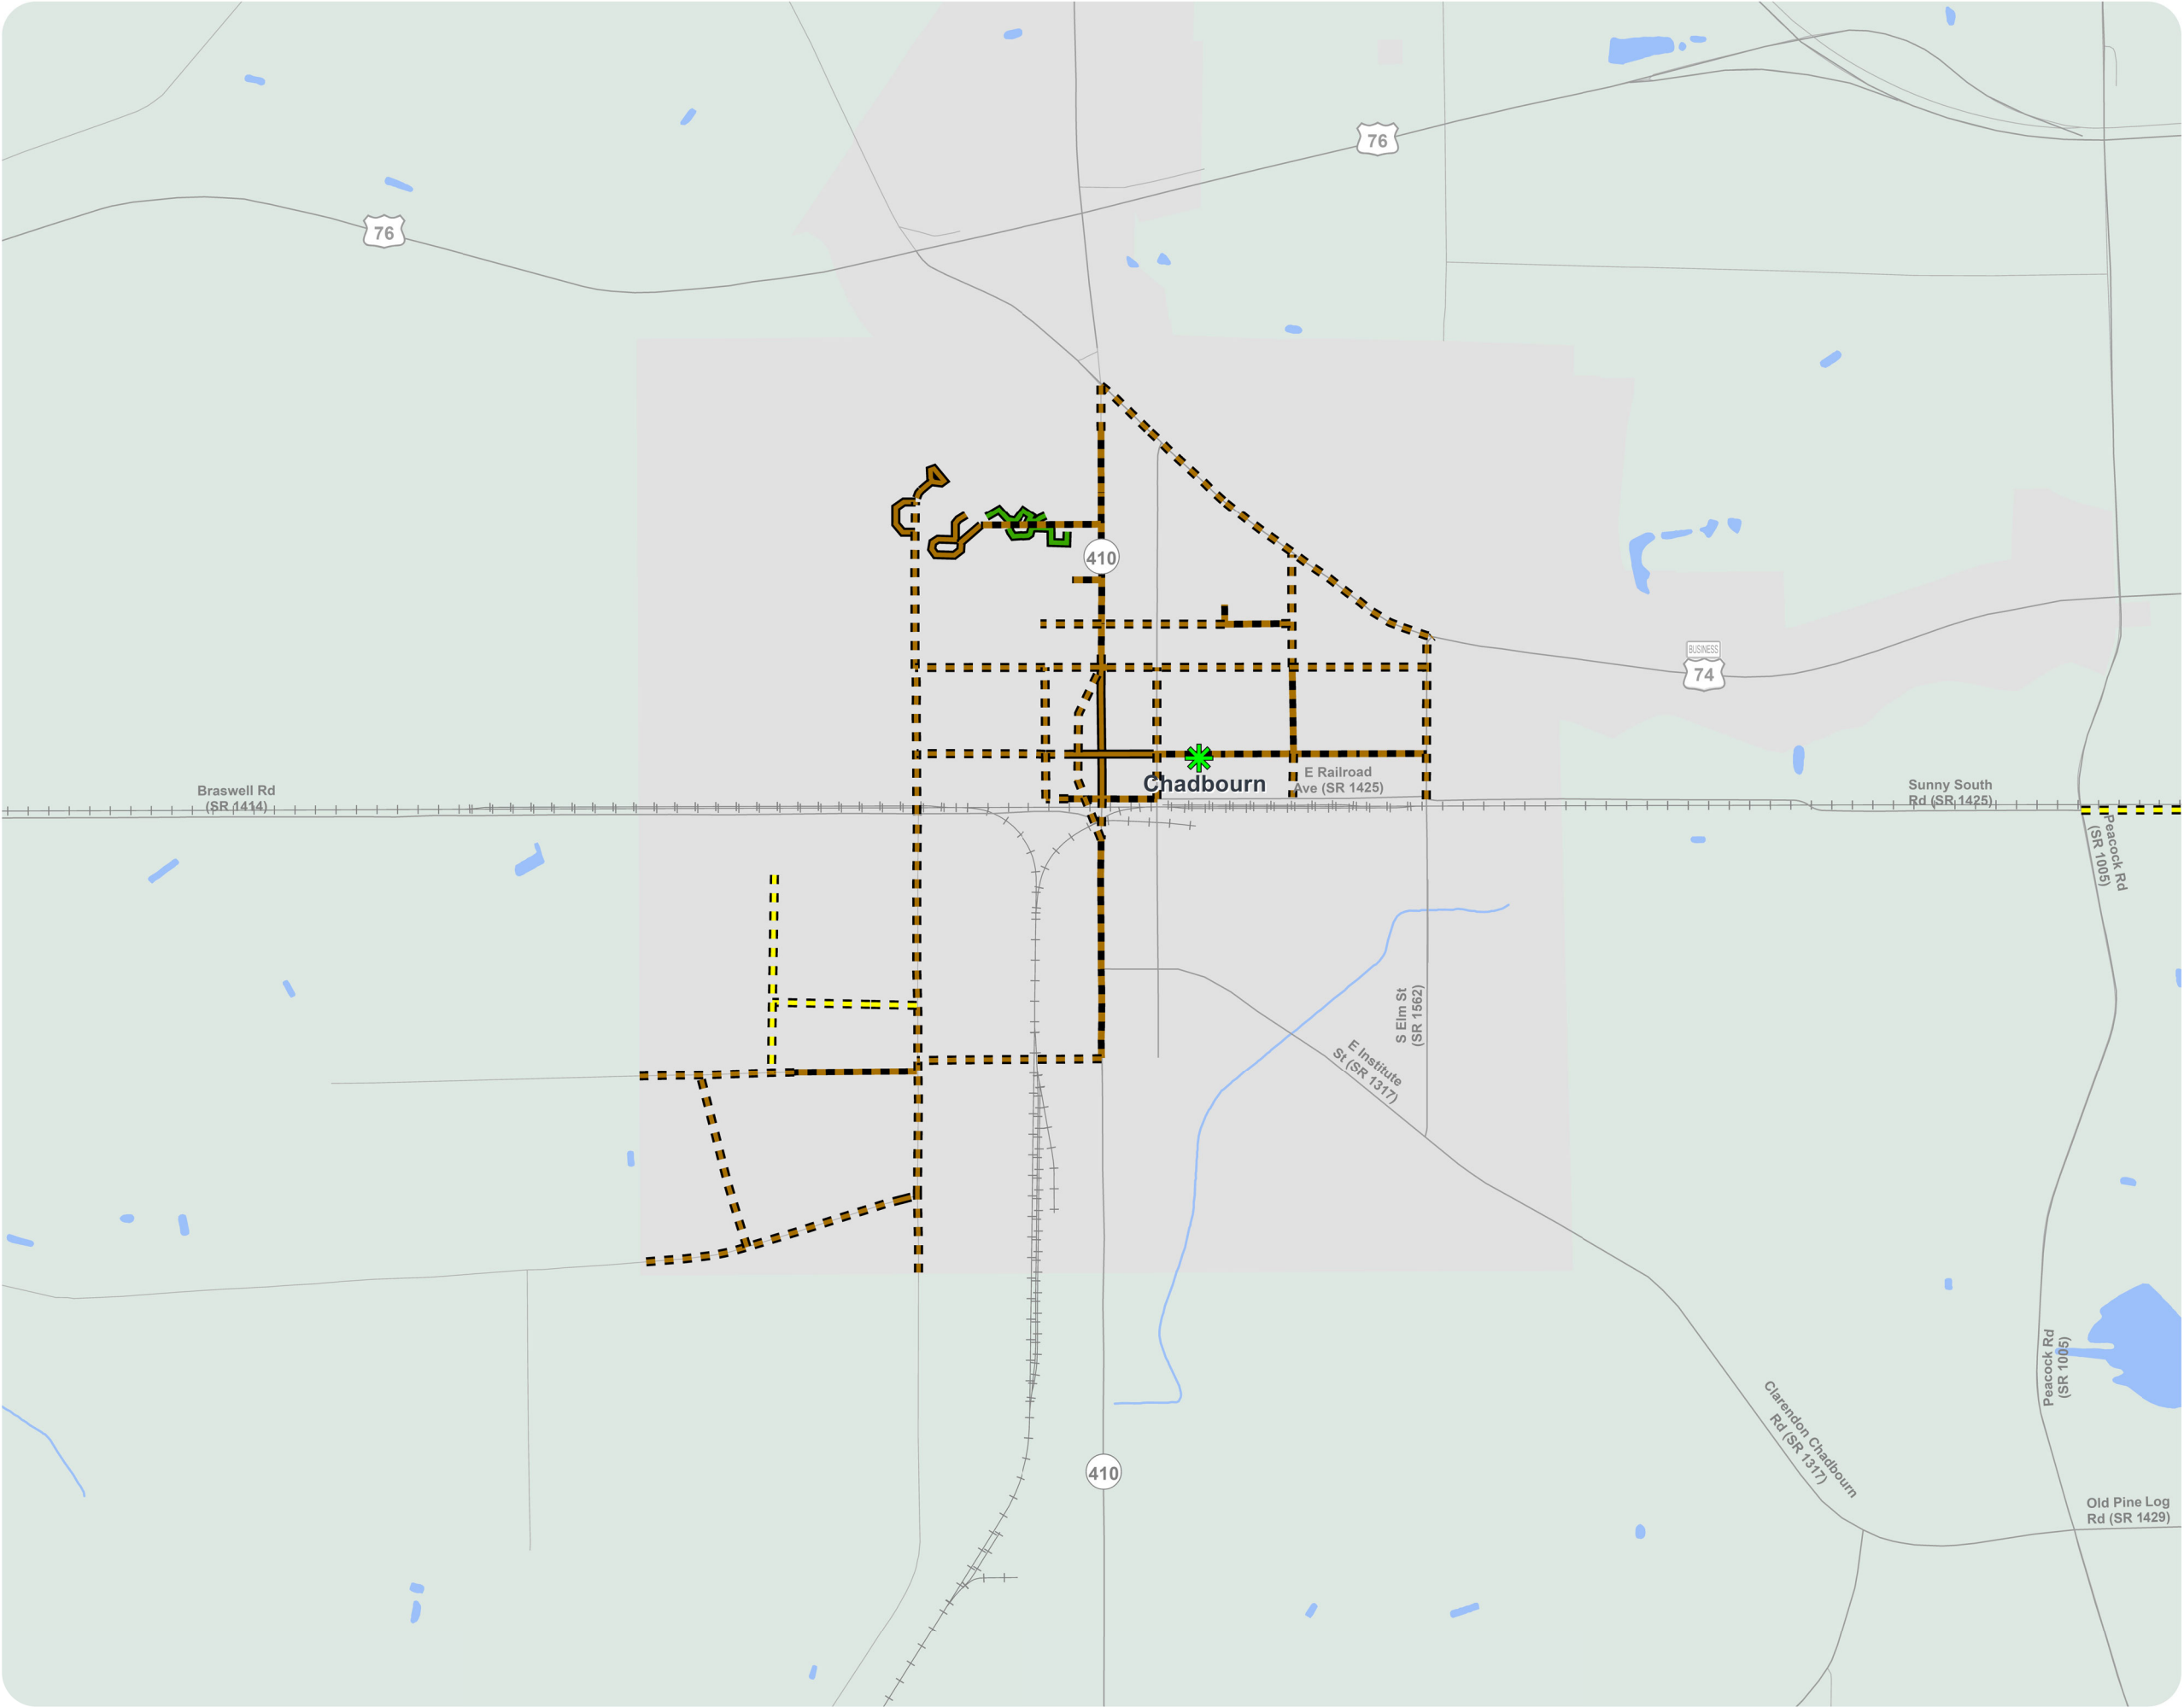 76
76
410
BUSINESS
74
Chadbourn
E Railroad
Ave (SR 1425)
Braswell Rd
(SR 1414)
Sunny South
Rd (SR 1425)
Peacock Rd
(SR 1005)
S Elm St
(SR 1562)
E Institute
St (SR 1317)
Peacock Rd
(SR 1005)
Clarendon Chadbourn
Rd (SR 1317)
410
Old Pine Log
Rd (SR 1429)